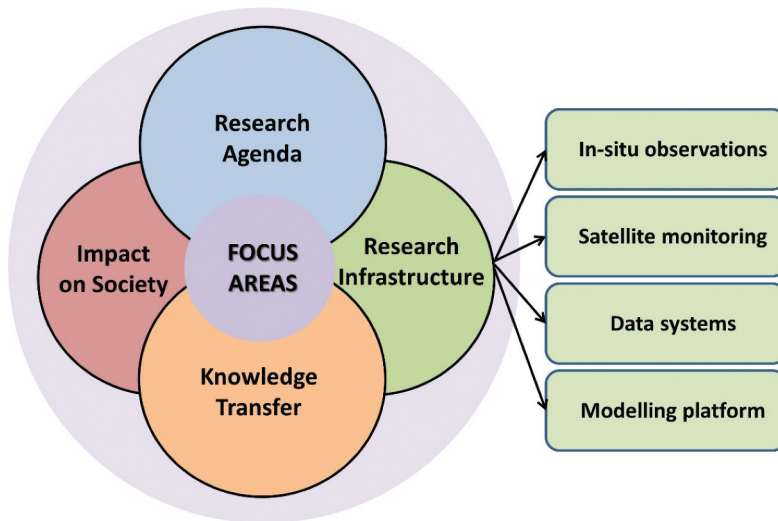 Research
Agenda
Impact
on Society
FOCUS
AREAS
Research
Infrastructure
Knowledge
Transfer
In-situ observations
Satellite monitoring
Data systems
Modelling platform